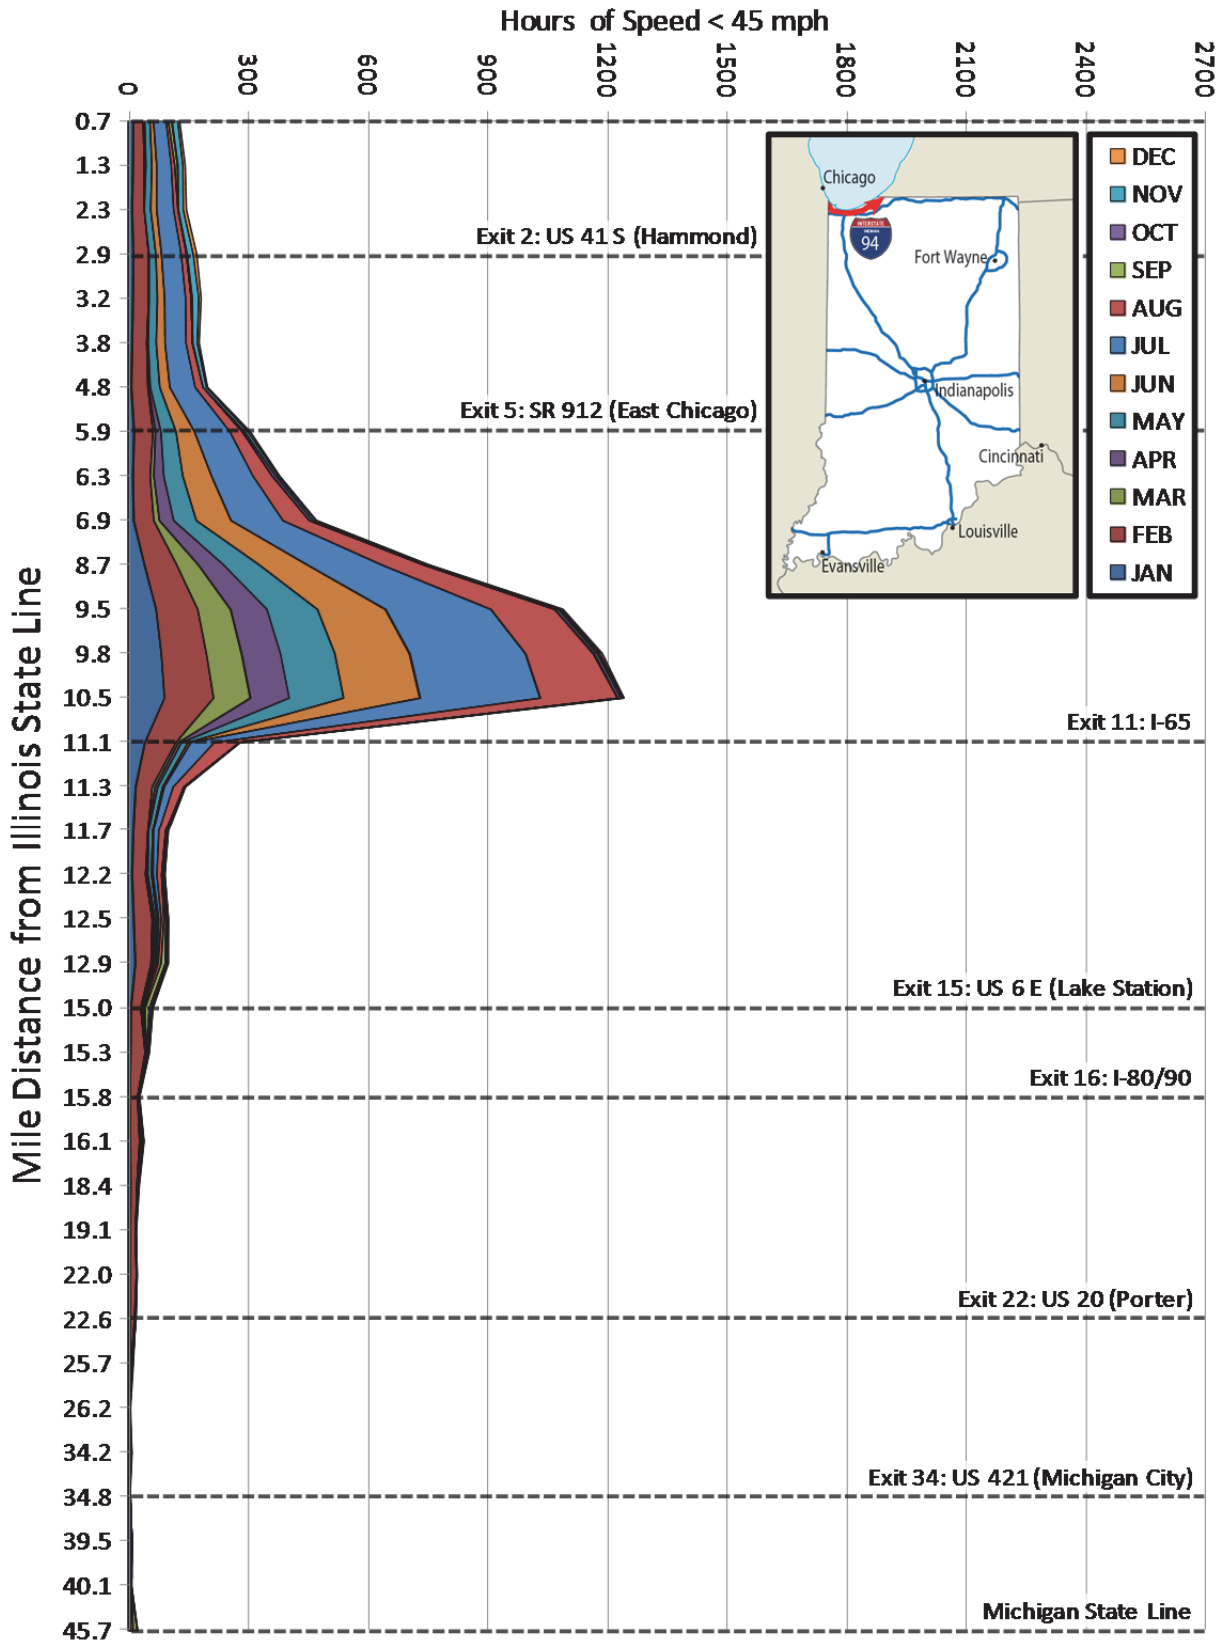 Hours of Speed < 45 mph
0
300
600
900
1200
1500
1800
2100
2400
2700
Mile Distance from Illinois State Line
0.7
1.3
2.3
2.9
3.2
3.8
4.8
5.9
6.3
6.9
8.7
9.5
9.8
10.5
11.1
11.3
11.7
12.2
12.5
12.9
15.0
15.3
15.8
16.1
18.4
19.1
22.0
22.6
25.7
26.2
34.2
34.8
39.5
40.1
45.7
Exit 2: US 41 S (Hammond)
Exit 5: SR 912 (East Chicago)
Exit 11: I-65
Exit 15: US 6 E (Lake Station)
Exit 16: I-80/90
Exit 22: US 20 (Porter)
Exit 34: US 421 (Michigan City)
Michigan State Line
Chicago
INTERSTATE
INDIANA
94
Fort Wayne
Indianapolis
Cincinnati
Louisville
Evansville
DEC
NOV
OCT
SEP
AUG
JUL
JUN
MAY
APR
MAR
FEB
JAN